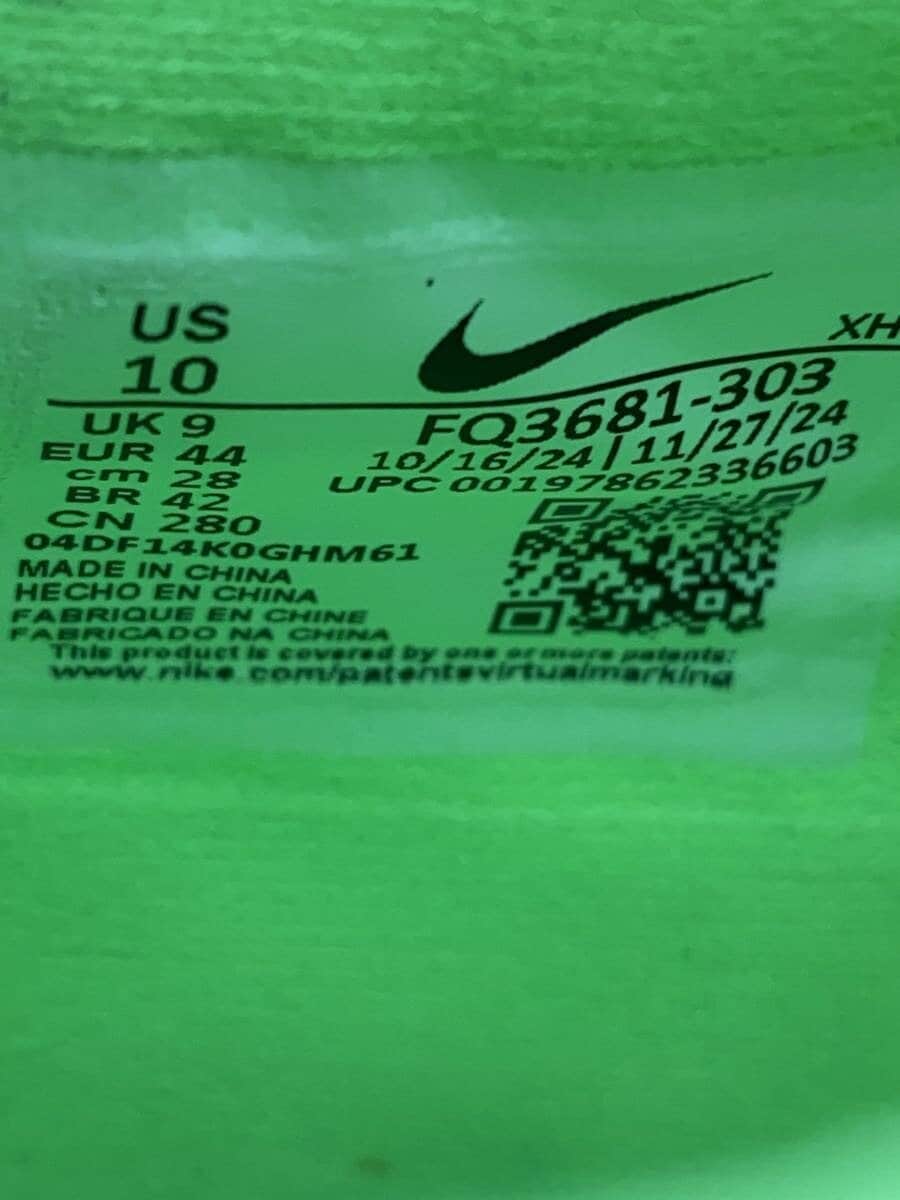 US
10
UK 9
EUR 44
cm 28
BR 42
CN 280
04DF14K0GHM61
MADE IN CHINA
HECHO EN CHINA
FABRIQUE EN CHINE
FABRICADO NA CHINA
This product is covered by one or more patents:
www.nike.com/patentsvirtualmarking
XH
FQ3681-303
10/16/24 | 11/27/24
UPC 00197862336603